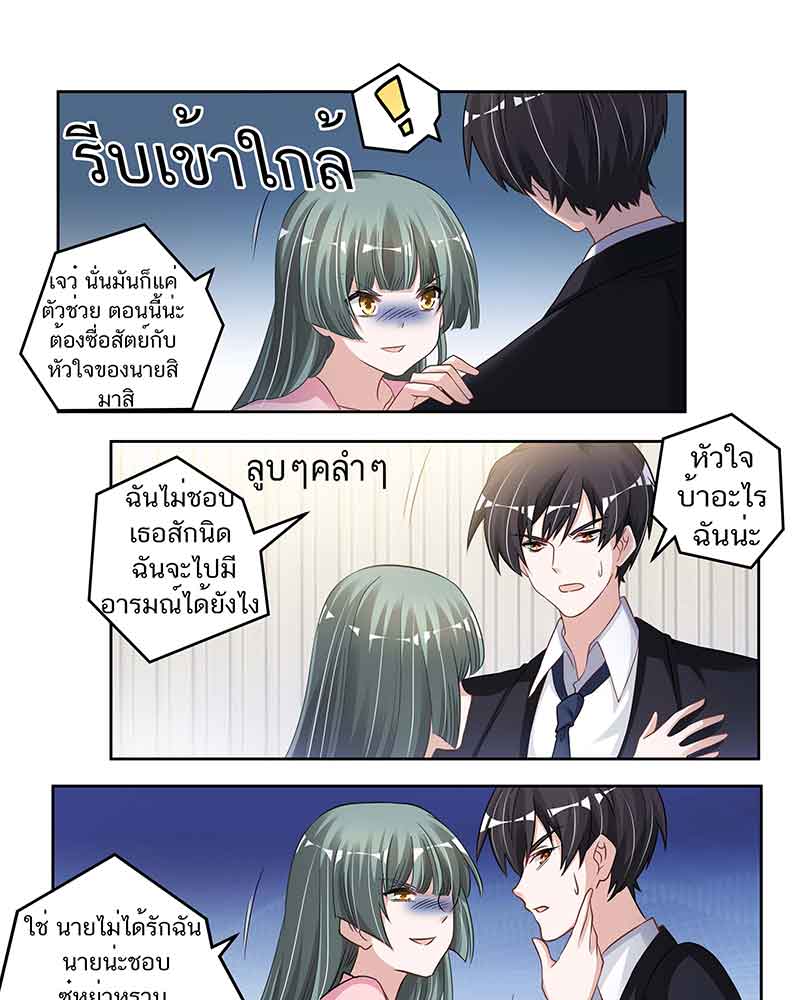 !
รีบเข้าใกล้
เจว๋ นั่นมันก็แค่
ตัวช่วย ตอนนี้น่ะ
ต้องซื่อสัตย์กับ
หัวใจของนายสิ
มาสิ
ลูบๆคลำๆ
หัวใจ
บ้าอะไร
ฉันน่ะ
ฉันไม่ชอบ
เธอสักนิด
ฉันจะไปมี
อารมณ์ได้ยังไง
ใช่ นายไม่ได้รักฉัน
นายน่ะชอบ